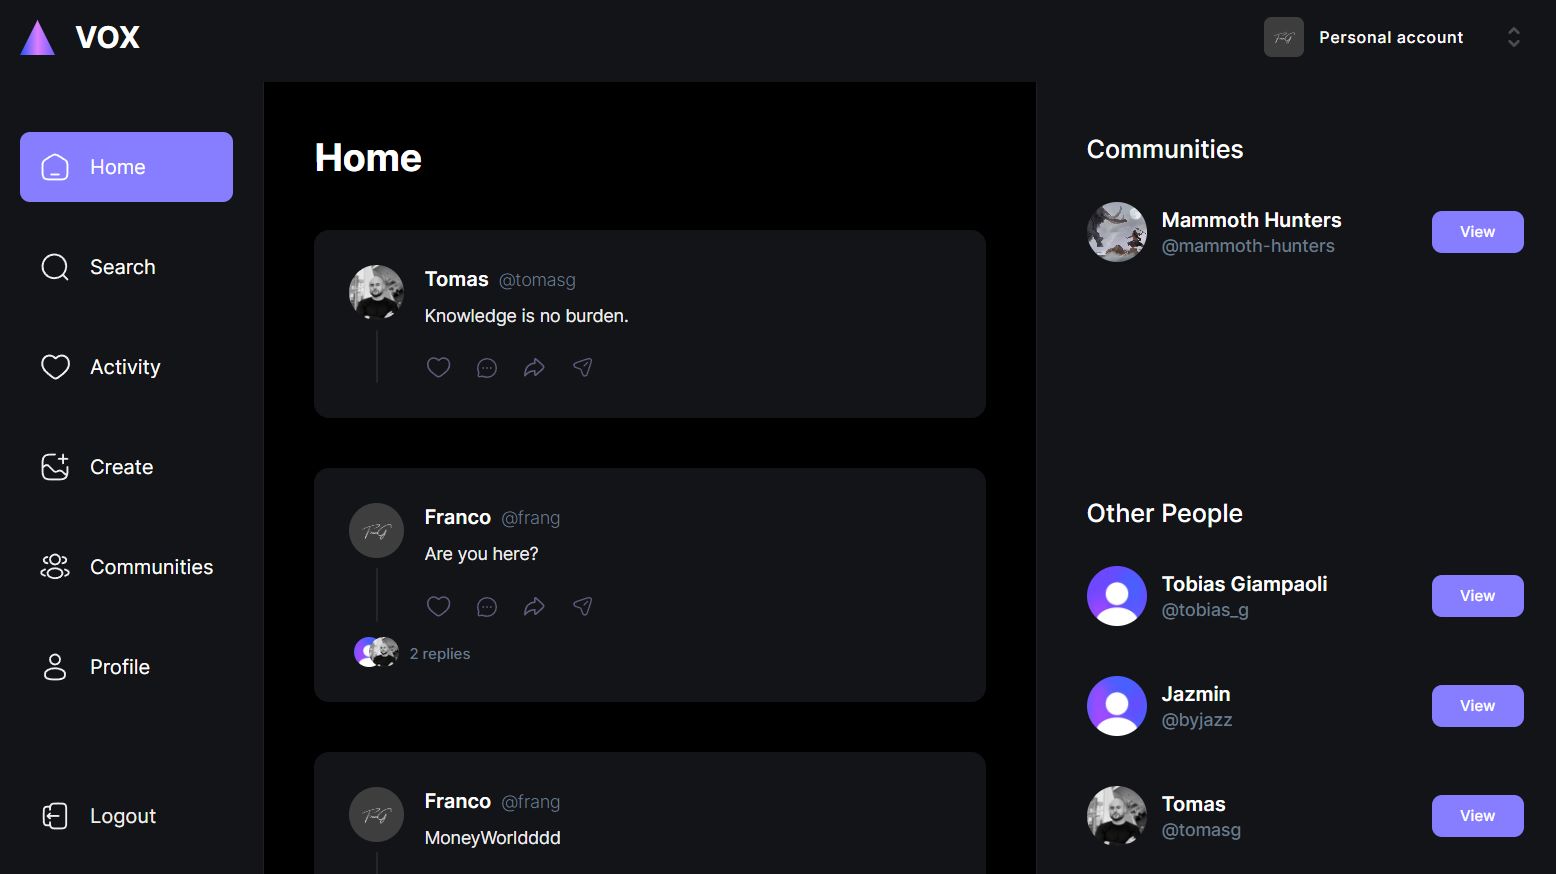 VOX
Personal account
Home
Search
Activity
Create
Communities
Profile
Logout
Home
Tomas @tomasg
Knowledge is no burden.
Franco @frang
Are you here?
2 replies
Franco @frang
MoneyWorldddd
Communities
Mammoth Hunters
@mammoth-hunters
View
Other People
Tobias Giampaoli
@tobias_g
View
Jazmin
@byjazz
View
Tomas
@tomasg
View